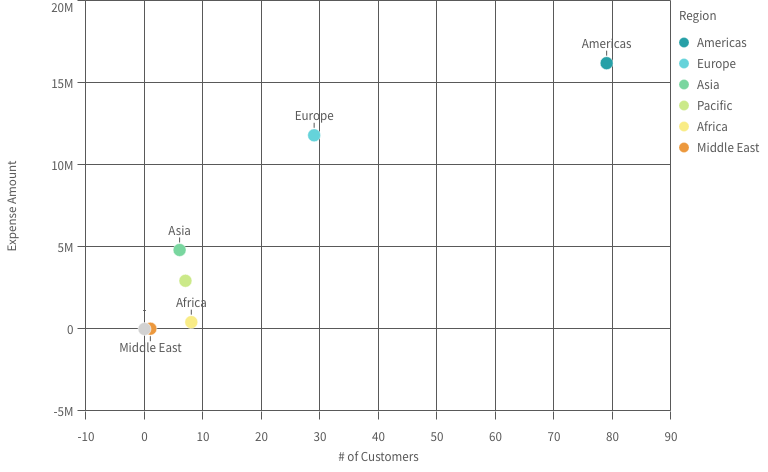 20M
15M
10M
5M
0
-5M
Expense Amount
Americas
Europe
Asia
Africa
-
Middle East
-10 0 10 20 30 40 50 60 70 80 90
# of Customers
Region
Americas
Europe
Asia
Pacific
Africa
Middle East